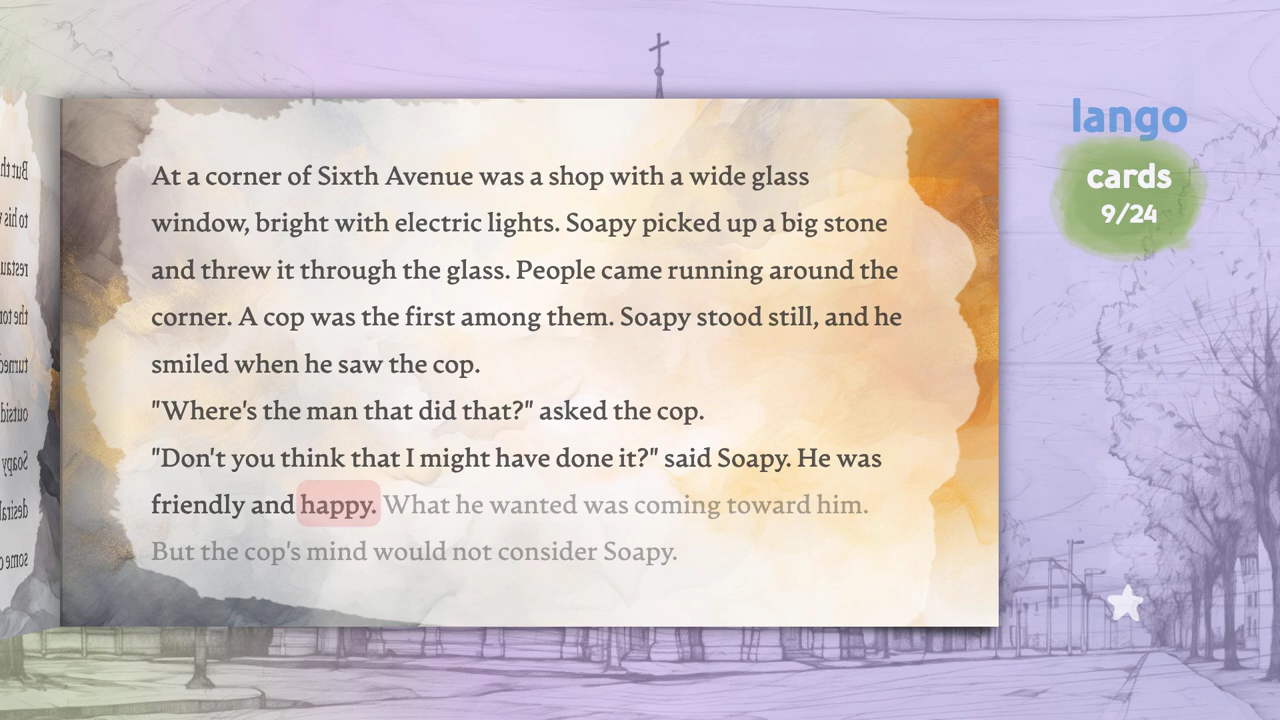 At a corner of Sixth Avenue was a shop with a wide glass
window, bright with electric lights. Soapy picked up a big stone
and threw it through the glass. People came running around the
corner. A cop was the first among them. Soapy stood still, and he
smiled when he saw the cop.
"Where's the man that did that?" asked the cop.
"Don't you think that I might have done it?" said Soapy. He was
friendly and happy. What he wanted was coming toward him.
But the cop's mind would not consider Soapy.
lango
cards
9/24